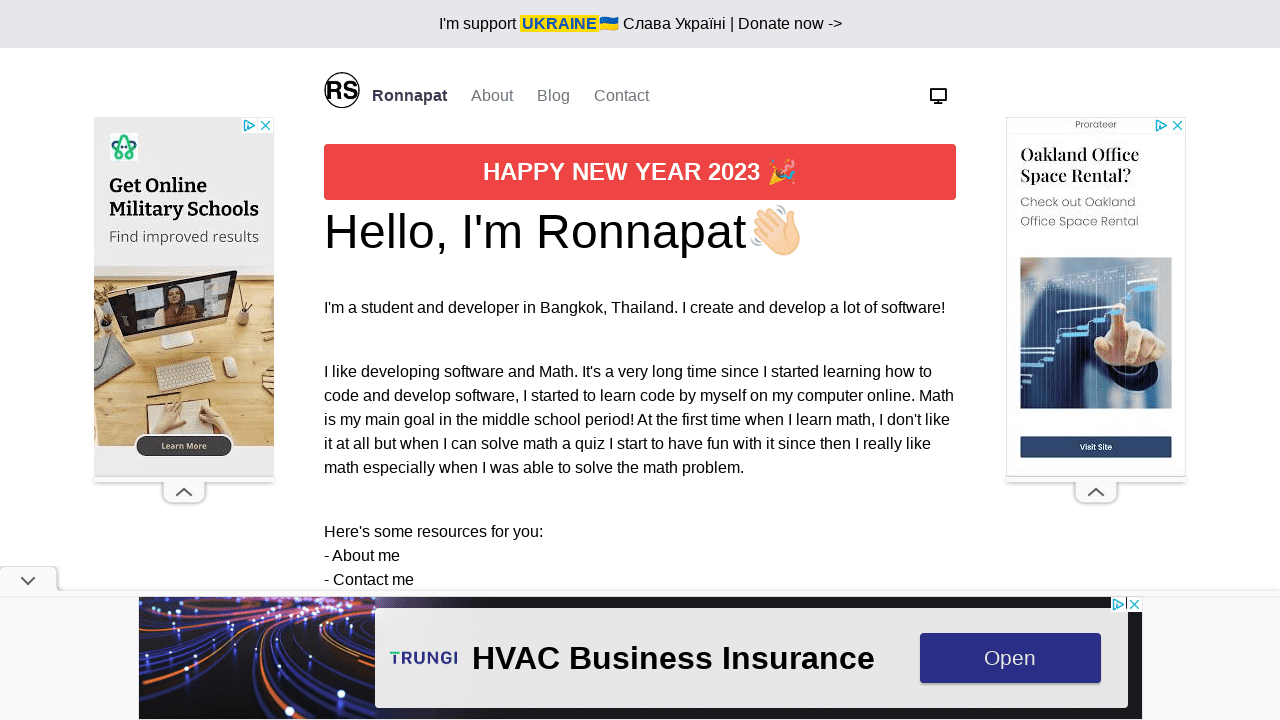 I'm support UKRAINE 🇺🇦 Слава Україні | Donate now ->
RS Ronnapat About Blog Contact
HAPPY NEW YEAR 2023 🎉
Hello, I'm Ronnapat👋🏻
I'm a student and developer in Bangkok, Thailand. I create and develop a lot of software!
I like developing software and Math. It's a very long time since I started learning how to
code and develop software, I started to learn code by myself on my computer online. Math
is my main goal in the middle school period! At the first time when I learn math, I don't like
it at all but when I can solve math a quiz I start to have fun with it since then I really like
math especially when I was able to solve the math problem.
Here's some resources for you:
- About me
- Contact me
Get Online
Military Schools
Find improved results
Learn More
Prorateer
Oakland Office
Space Rental?
Check out Oakland
Office Space Rental
Visit Site
TRUNGI
HVAC Business Insurance
Open